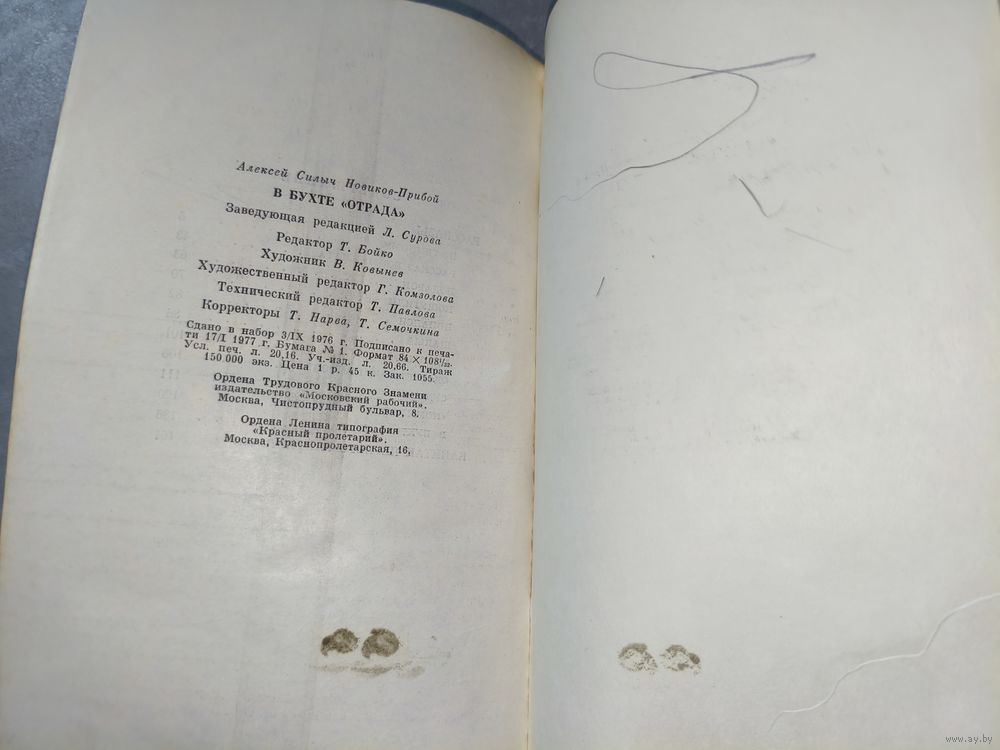 Алексей Силыч Новиков-Прибой
В БУХТЕ «ОТРАДА»
Заведующая редакцией Л. Сурова
Редактор Т. Бойко
Художник В. Ковынев
Художественный редактор Г. Комзолова
Технический редактор Т. Павлова
Корректоры Т. Нарва, Т. Семочкина
Сдано в набор 3/IX 1976 г. Подписано к печа-
ти 17/I 1977 г. Бумага № 1. Формат 84 × 108¹/₃₂.
Усл. печ. л. 20,16. Уч.-изд. л. 20,66. Тираж
150 000 экз. Цена 1 р. 45 к. Зак. 1055.
Ордена Трудового Красного Знамени
издательство «Московский рабочий».
Москва, Чистопрудный бульвар, 8.
Ордена Ленина типография
«Красный пролетарий».
Москва, Краснопролетарская, 16,
www.ay.by